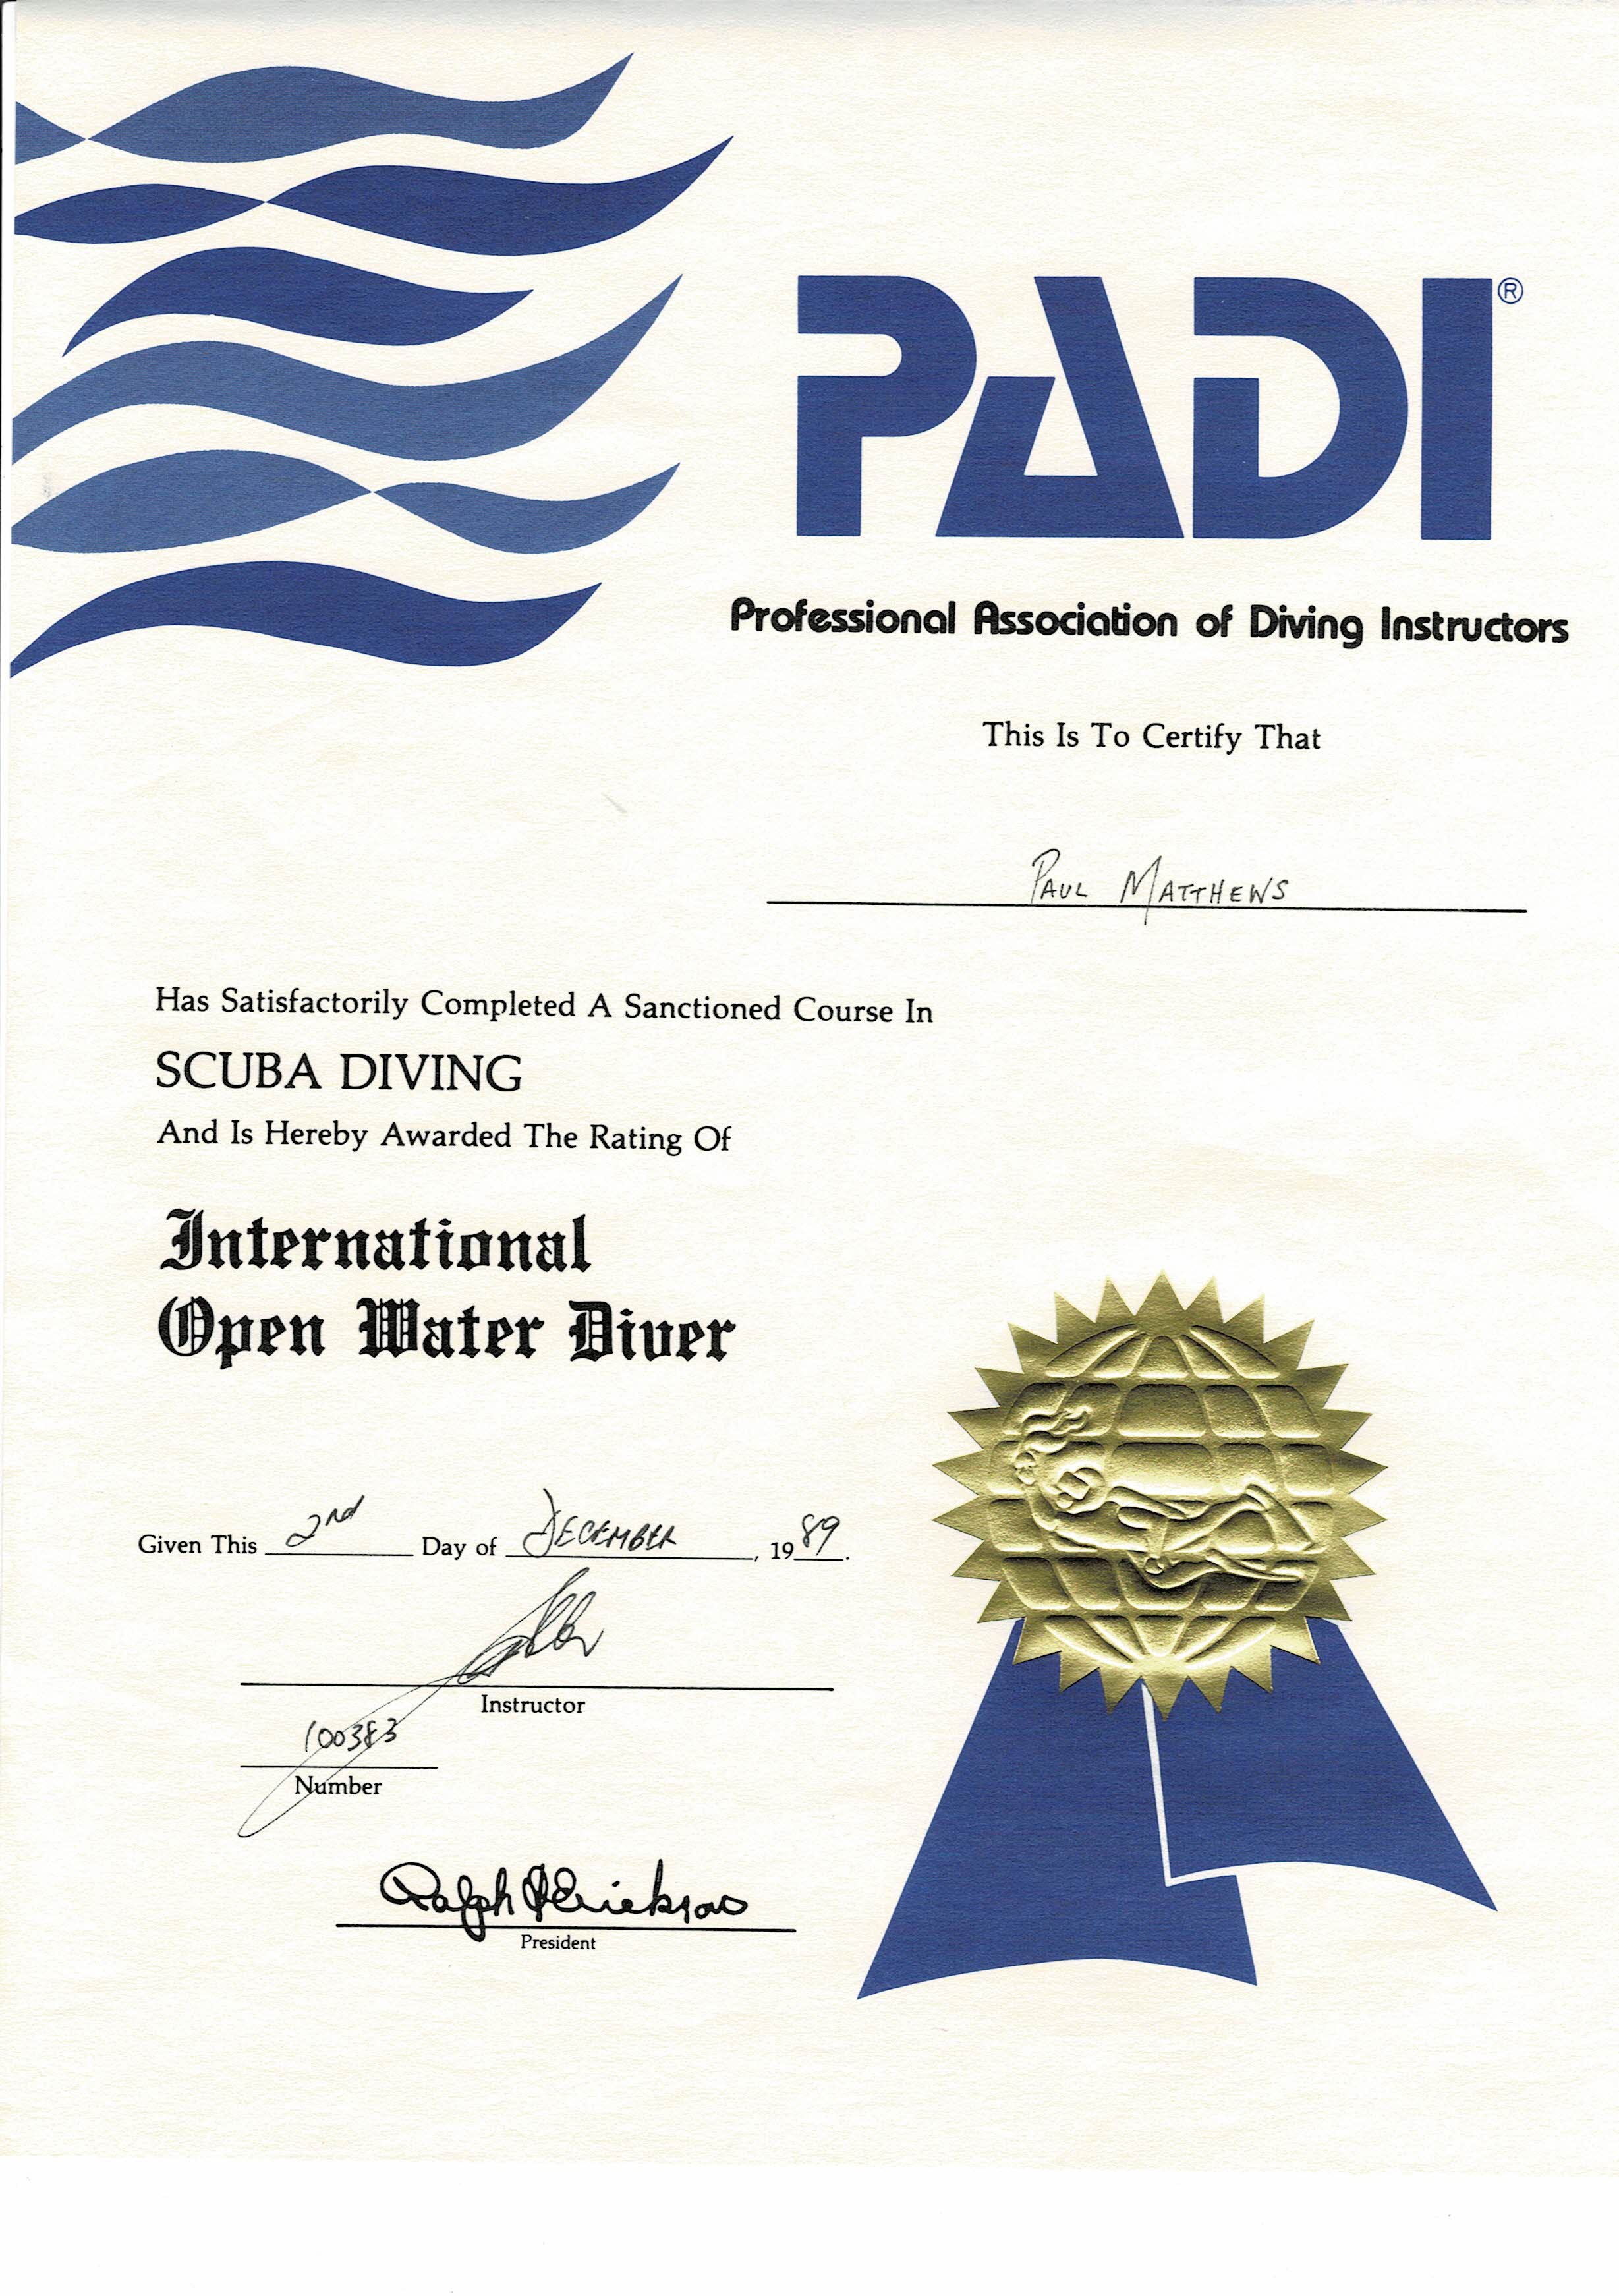 PADI®
Professional Association of Diving Instructors
This Is To Certify That
PAUL MATTHEWS
Has Satisfactorily Completed A Sanctioned Course In
SCUBA DIVING
And Is Hereby Awarded The Rating Of
International
Open Water Diver
Given This 2nd Day of DECEMBER, 1989.
Instructor
100383
Number
Ralph Erickson
President